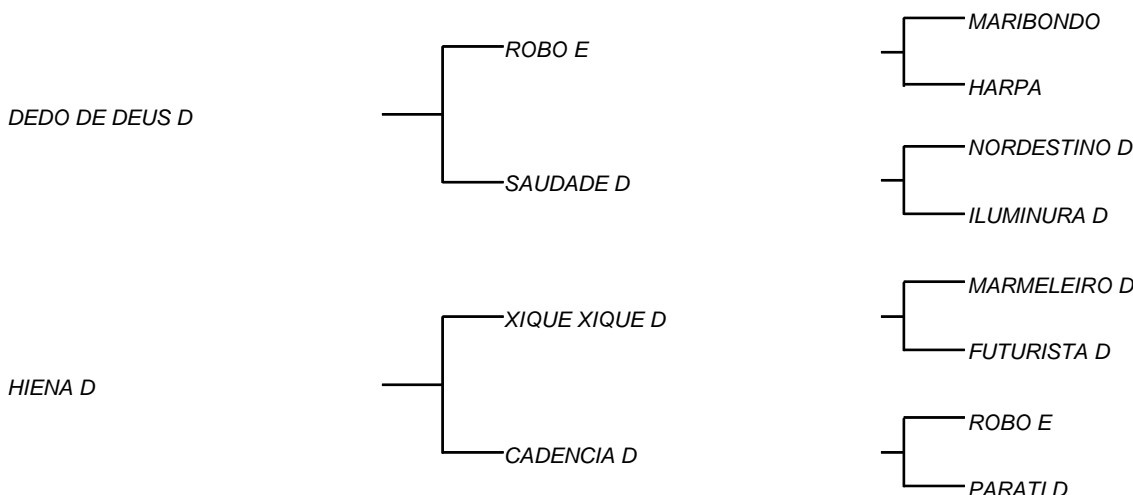 MARIBONDO
ROBO E
HARPA
DEDO DE DEUS D
NORDESTINO D
SAUDADE D
ILUMINURA D
MARMELEIRO D
XIQUE XIQUE D
FUTURISTA D
HIENA D
ROBO E
CADENCIA D
PARATI D